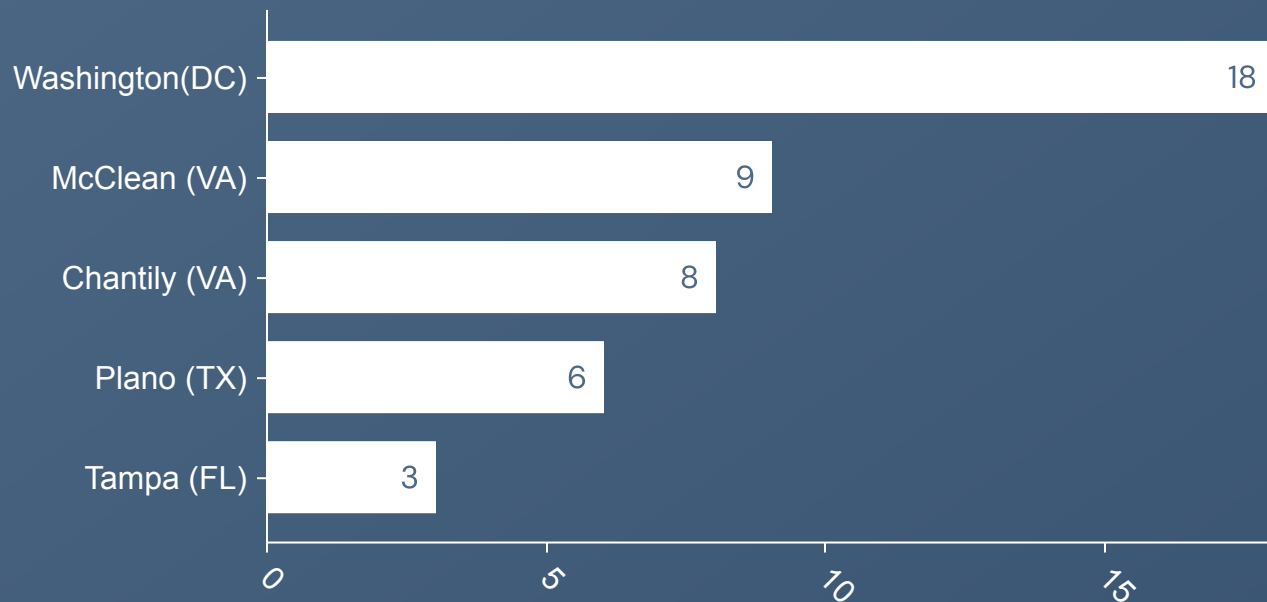 Washington(DC) 18
McClean (VA) 9
Chantily (VA) 8
Plano (TX) 6
Tampa (FL) 3
0 5 10 15